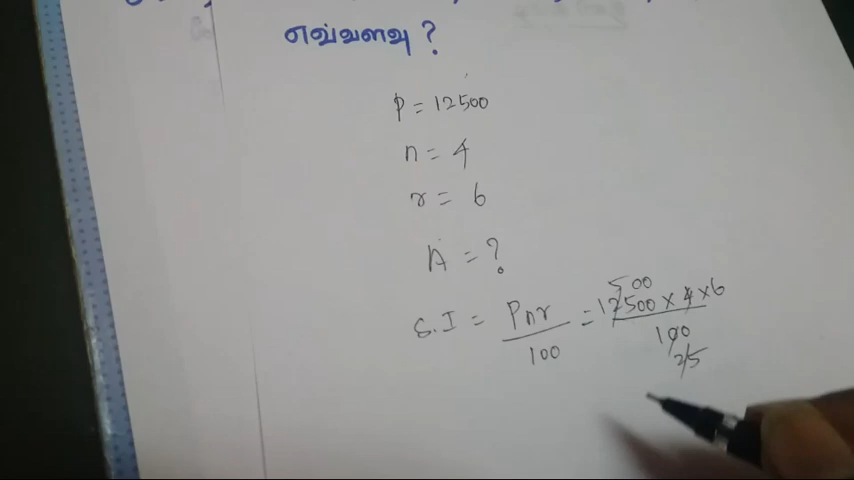 எவ்வளவு ?
P = 12500
n = 4
r = 6
A = ?
500
S.I = Pnr / 100 = 12500 × 4 × 6 / 100
25